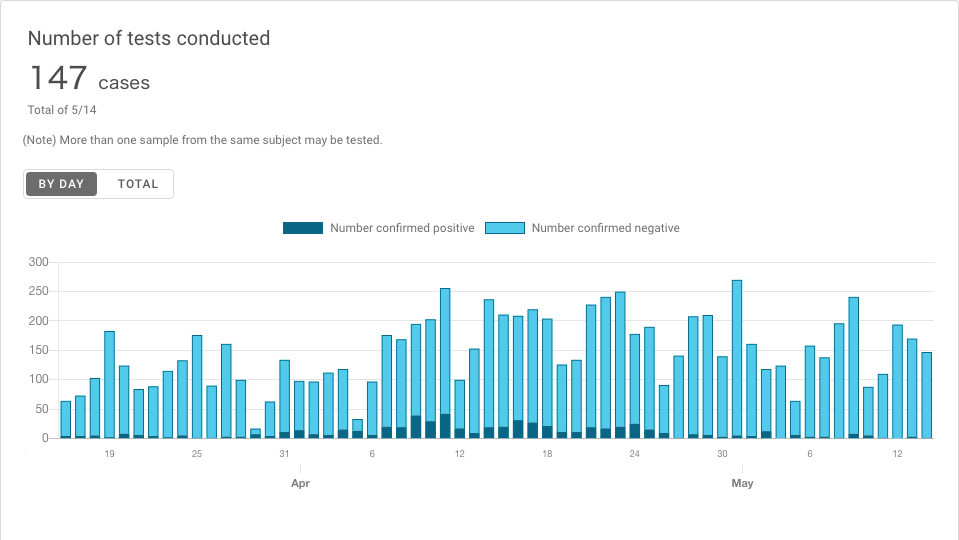 Number of tests conducted
147 cases
Total of 5/14
(Note) More than one sample from the same subject may be tested.
BY DAY TOTAL
Number confirmed positive Number confirmed negative
300
250
200
150
100
50
0
19 25 31 6 12 18 24 30 6 12
Apr May